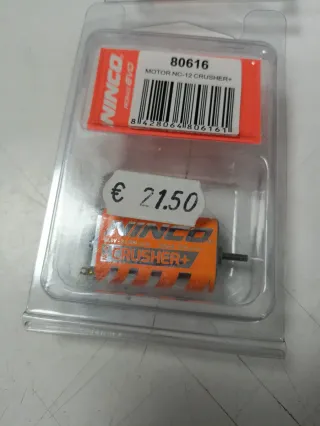 NINCO
80616
MOTOR NC-12 CRUSHER+
8 428064 806161
€ 21.50
NINCO
CRUSHER+